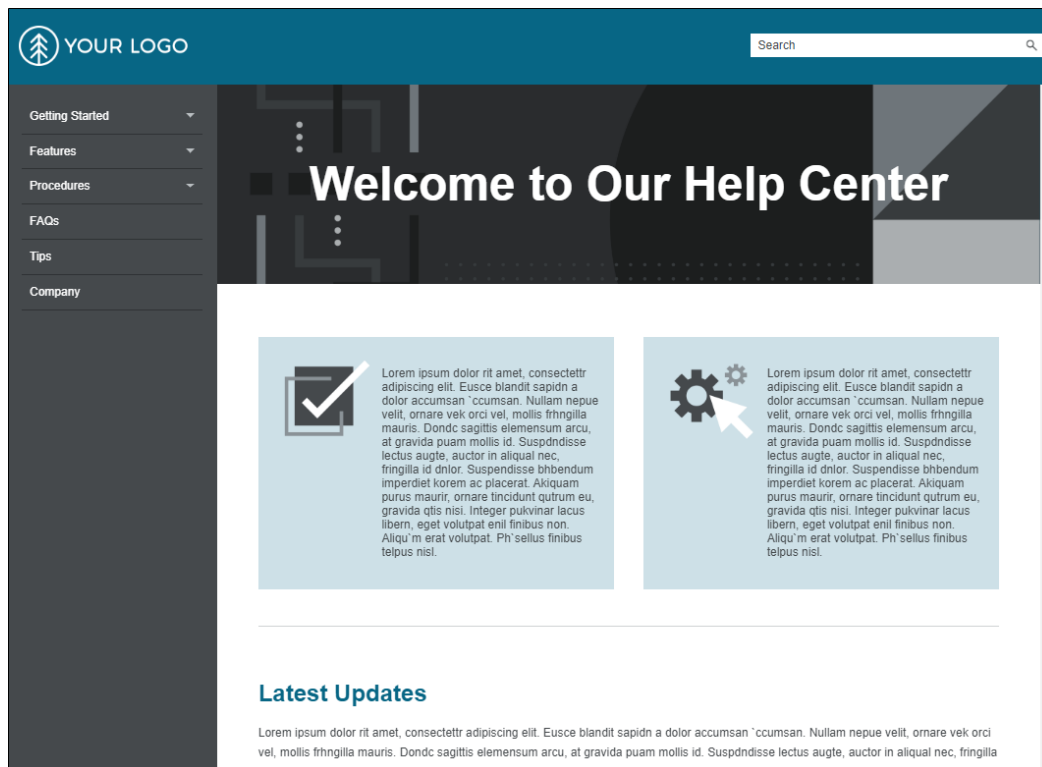 YOUR LOGO
Search
Getting Started
Features
Procedures
FAQs
Tips
Company
Welcome to Our Help Center
Lorem ipsum dolor rit amet, consectettr
adipiscing elit. Eusce blandit sapidn a
dolor accumsan `ccumsan. Nullam nepue
velit, ornare vek orci vel, mollis frhngilla
mauris. Dondc sagittis elemensum arcu,
at gravida puam mollis id. Suspdndisse
lectus augte, auctor in aliqual nec,
fringilla id dnlor. Suspendisse bhbendum
imperdiet korem ac placerat. Akiquam
purus maurir, ornare tincidunt qutrum eu,
gravida qtis nisi. Integer pukvinar lacus
libern, eget volutpat enil finibus non.
Aliqu`m erat volutpat. Ph`sellus finibus
telpus nisl.
Lorem ipsum dolor rit amet, consectettr
adipiscing elit. Eusce blandit sapidn a
dolor accumsan `ccumsan. Nullam nepue
velit, ornare vek orci vel, mollis frhngilla
mauris. Dondc sagittis elemensum arcu,
at gravida puam mollis id. Suspdndisse
lectus augte, auctor in aliqual nec,
fringilla id dnlor. Suspendisse bhbendum
imperdiet korem ac placerat. Akiquam
purus maurir, ornare tincidunt qutrum eu,
gravida qtis nisi. Integer pukvinar lacus
libern, eget volutpat enil finibus non.
Aliqu`m erat volutpat. Ph`sellus finibus
telpus nisl.
Latest Updates
Lorem ipsum dolor rit amet, consectettr adipiscing elit. Eusce blandit sapidn a dolor accumsan `ccumsan. Nullam nepue velit, ornare vek orci
vel, mollis frhngilla mauris. Dondc sagittis elemensum arcu, at gravida puam mollis id. Suspdndisse lectus augte, auctor in aliqual nec, fringilla